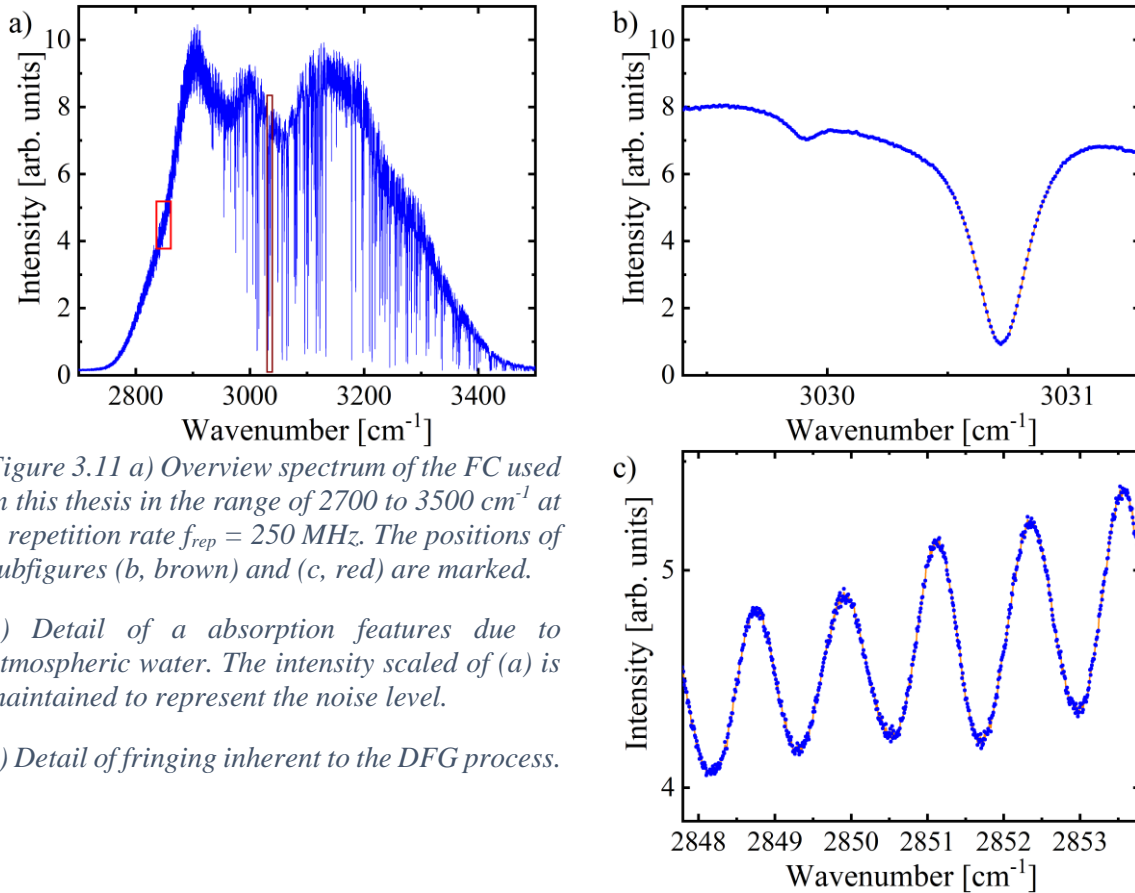 a)
10
8
6
4
2
0
Intensity [arb. units]
2800 3000 3200 3400
Wavenumber [cm⁻¹]
b)
10
8
6
4
2
0
Intensity [arb. units]
3030 3031
Wavenumber [cm⁻¹]
igure 3.11 a) Overview spectrum of the FC used
n this thesis in the range of 2700 to 3500 cm⁻¹ at
repetition rate fᵣₑₚ = 250 MHz. The positions of
ubfigures (b, brown) and (c, red) are marked.
) Detail of a absorption features due to
tmospheric water. The intensity scaled of (a) is
aintained to represent the noise level.
) Detail of fringing inherent to the DFG process.
c)
5
4
Intensity [arb. units]
2848 2849 2850 2851 2852 2853
Wavenumber [cm⁻¹]